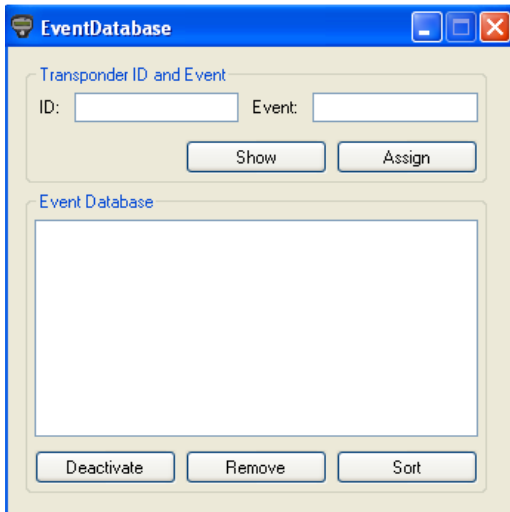 EventDatabase
Transponder ID and Event
ID: Event:
Show Assign
Event Database
Deactivate Remove Sort